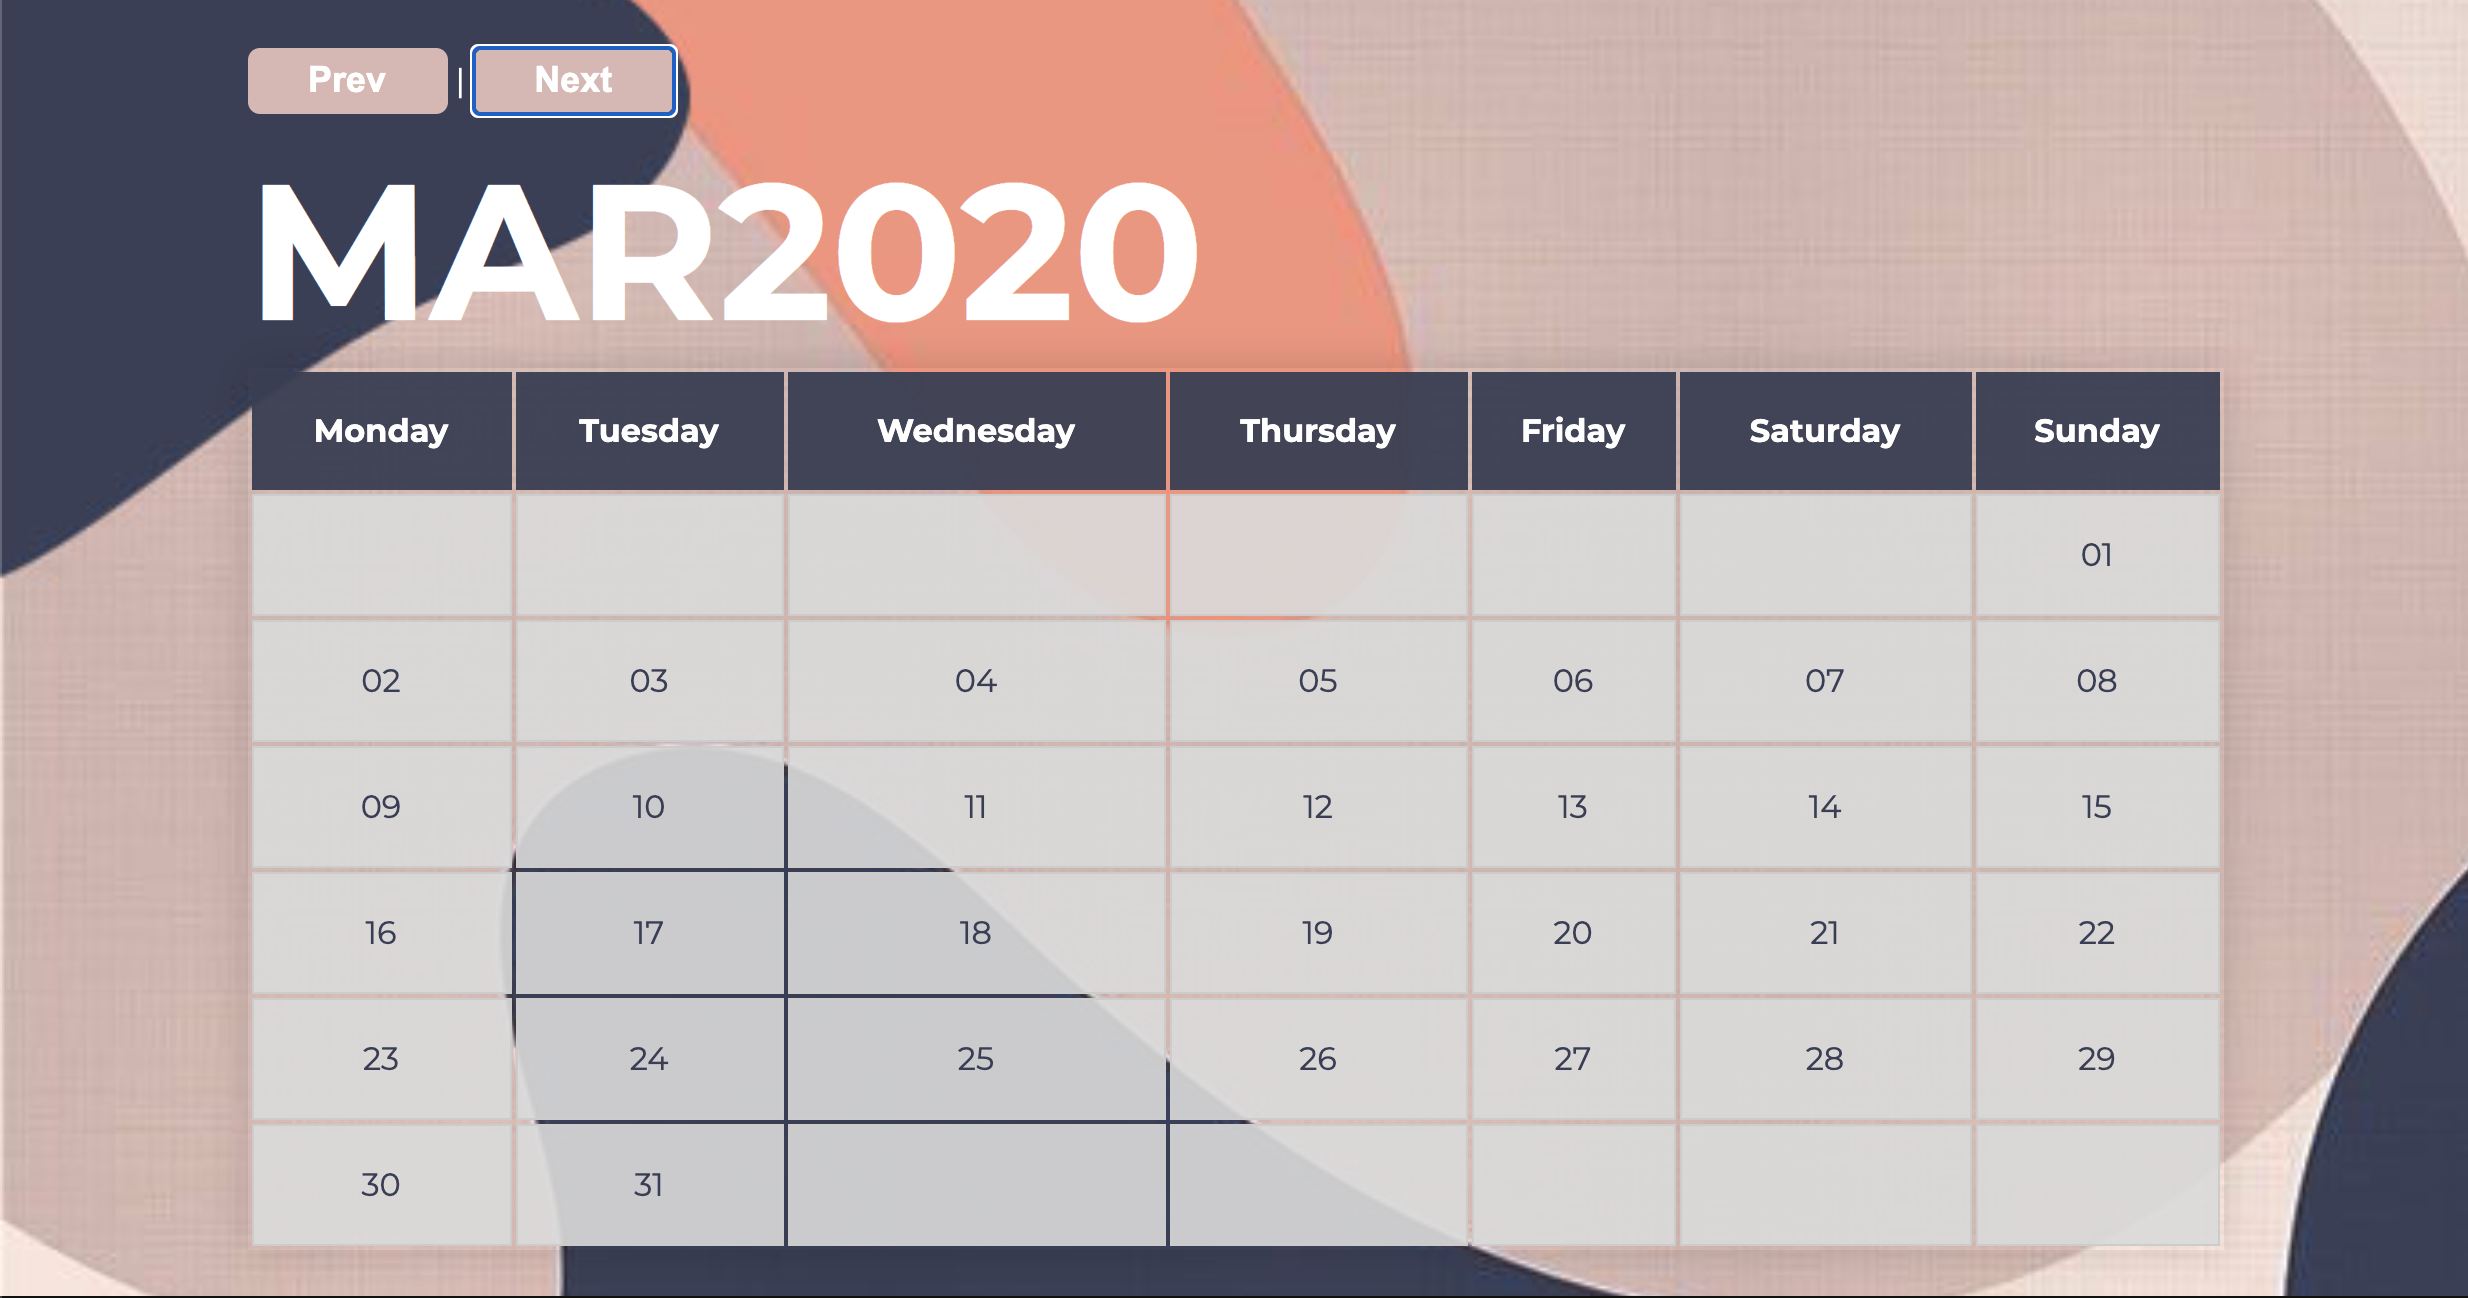 Prev | Next
MAR2020
Monday Tuesday Wednesday Thursday Friday Saturday Sunday
01
02 03 04 05 06 07 08
09 10 11 12 13 14 15
16 17 18 19 20 21 22
23 24 25 26 27 28 29
30 31